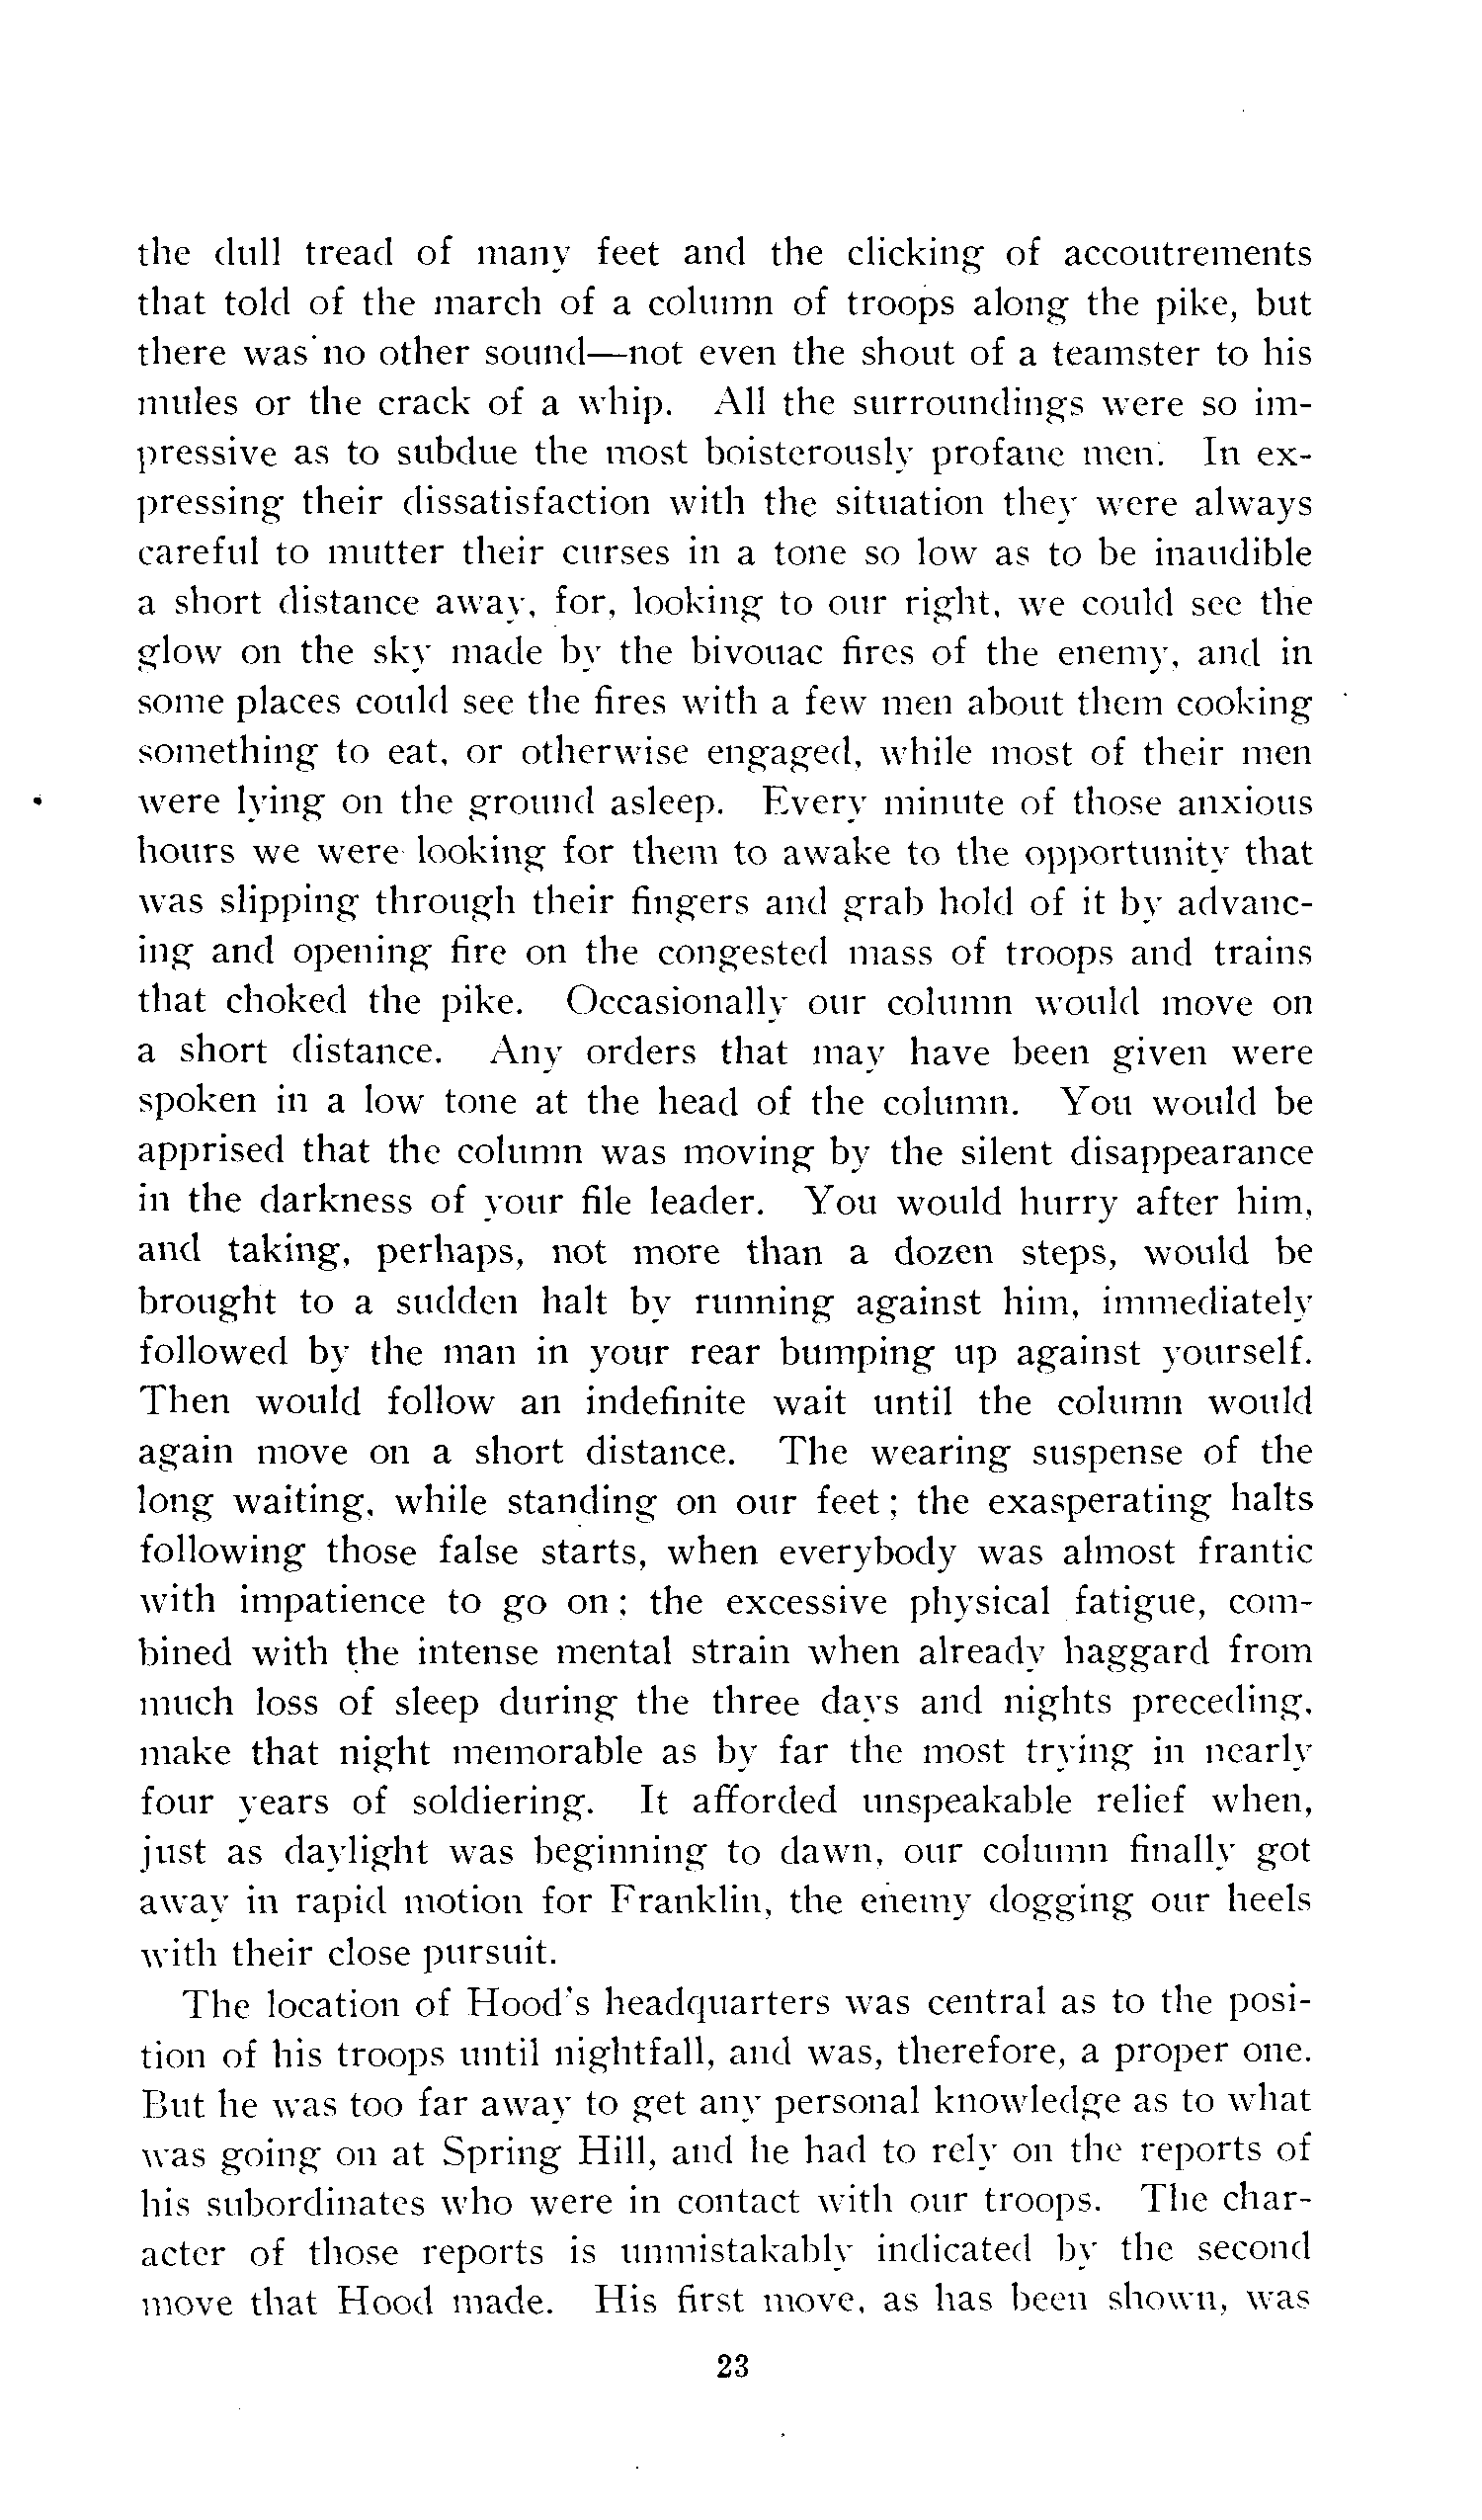 the dull tread of many feet and the clicking of accoutrements
that told of the march of a column of troops along the pike, but
there was no other sound—not even the shout of a teamster to his
mules or the crack of a whip. All the surroundings were so im-
pressive as to subdue the most boisterously profane men. In ex-
pressing their dissatisfaction with the situation they were always
careful to mutter their curses in a tone so low as to be inaudible
a short distance away, for, looking to our right, we could see the
glow on the sky made by the bivouac fires of the enemy, and in
some places could see the fires with a few men about them cooking
something to eat, or otherwise engaged, while most of their men
were lying on the ground asleep. Every minute of those anxious
hours we were looking for them to awake to the opportunity that
was slipping through their fingers and grab hold of it by advanc-
ing and opening fire on the congested mass of troops and trains
that choked the pike. Occasionally our column would move on
a short distance. Any orders that may have been given were
spoken in a low tone at the head of the column. You would be
apprised that the column was moving by the silent disappearance
in the darkness of your file leader. You would hurry after him,
and taking, perhaps, not more than a dozen steps, would be
brought to a sudden halt by running against him, immediately
followed by the man in your rear bumping up against yourself.
Then would follow an indefinite wait until the column would
again move on a short distance. The wearing suspense of the
long waiting, while standing on our feet; the exasperating halts
following those false starts, when everybody was almost frantic
with impatience to go on; the excessive physical fatigue, com-
bined with the intense mental strain when already haggard from
much loss of sleep during the three days and nights preceding,
make that night memorable as by far the most trying in nearly
four years of soldiering. It afforded unspeakable relief when,
just as daylight was beginning to dawn, our column finally got
away in rapid motion for Franklin, the enemy dogging our heels
with their close pursuit.
The location of Hood's headquarters was central as to the posi-
tion of his troops until nightfall, and was, therefore, a proper one.
But he was too far away to get any personal knowledge as to what
was going on at Spring Hill, and he had to rely on the reports of
his subordinates who were in contact with our troops. The char-
acter of those reports is unmistakably indicated by the second
move that Hood made. His first move, as has been shown, was
23